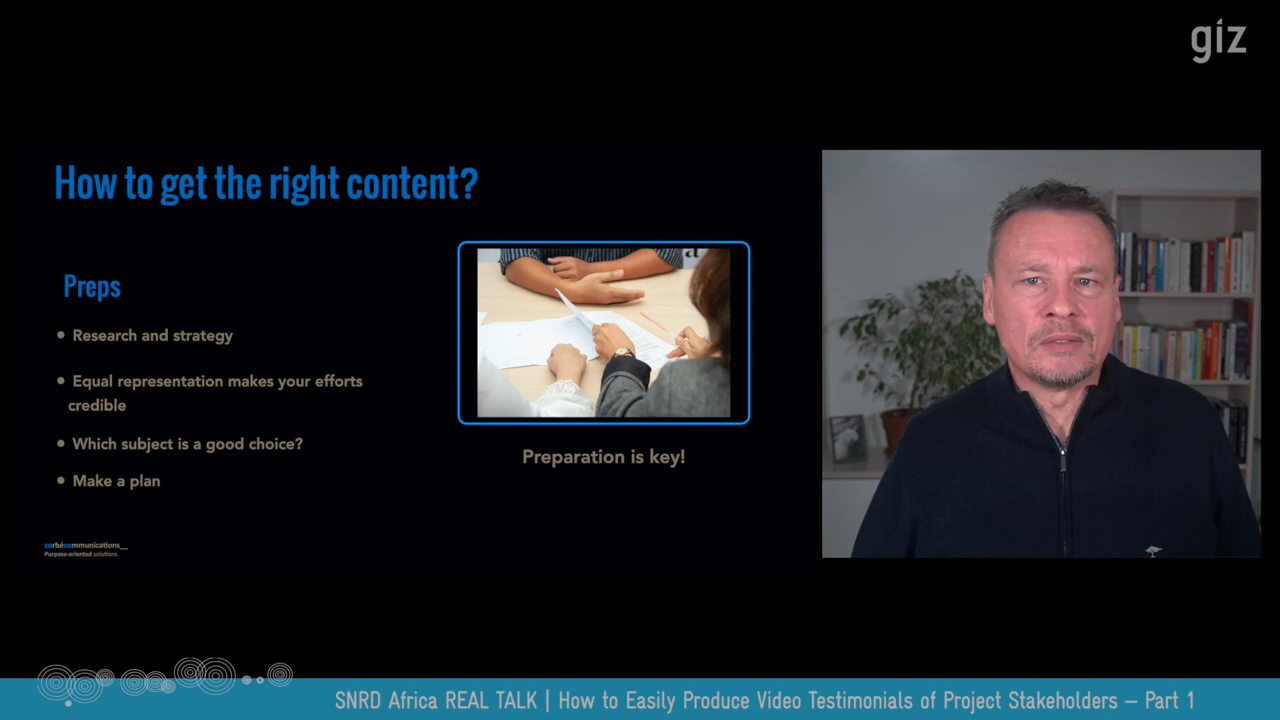 giz
How to get the right content?
Preps
• Research and strategy
• Equal representation makes your efforts
credible
• Which subject is a good choice?
• Make a plan
Preparation is key!
corbécommunications__
Purpose-oriented solutions.
SNRD Africa REAL TALK | How to Easily Produce Video Testimonials of Project Stakeholders – Part 1